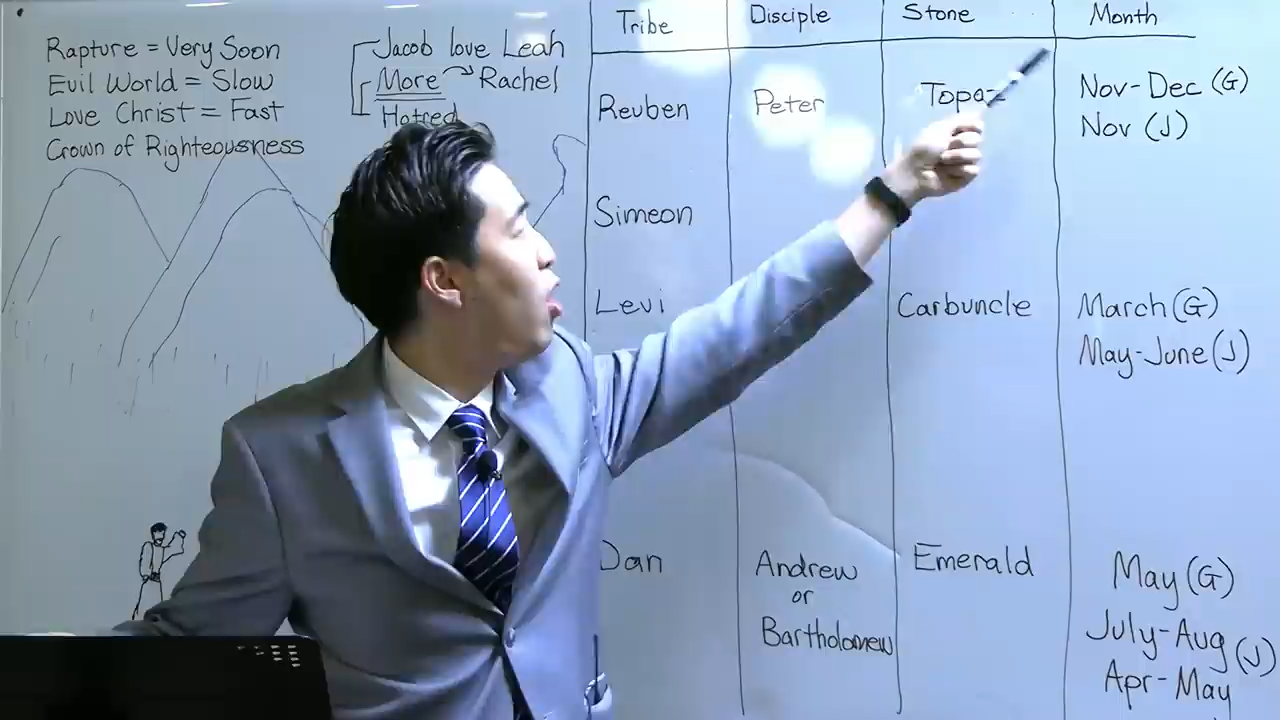 Rapture = Very Soon
Evil World = Slow
Love Christ = Fast
Crown of Righteousness
Jacob love Leah
More Rachel
Hatred
Tribe Disciple Stone Month
Reuben Peter Topaz Nov-Dec (G)
Nov (J)
Simeon
Levi Carbuncle March (G)
May-June (J)
Dan Andrew Emerald May (G)
or
Bartholomew July-Aug (J)
Apr-May